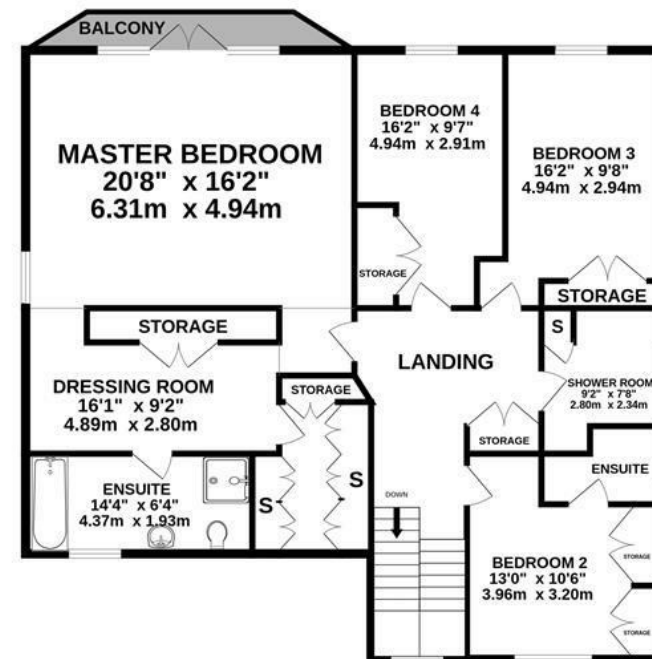 BALCONY
MASTER BEDROOM
20'8" x 16'2"
6.31m x 4.94m
BEDROOM 4
16'2" x 9'7"
4.94m x 2.91m
BEDROOM 3
16'2" x 9'8"
4.94m x 2.94m
STORAGE
STORAGE
STORAGE
S
LANDING
SHOWER ROOM
9'2" x 7'8"
2.80m x 2.34m
DRESSING ROOM
16'1" x 9'2"
4.89m x 2.80m
STORAGE
STORAGE
ENSUITE
ENSUITE
14'4" x 6'4"
4.37m x 1.93m
S
S
DOWN
BEDROOM 2
13'0" x 10'6"
3.96m x 3.20m
STORAGE
STORAGE